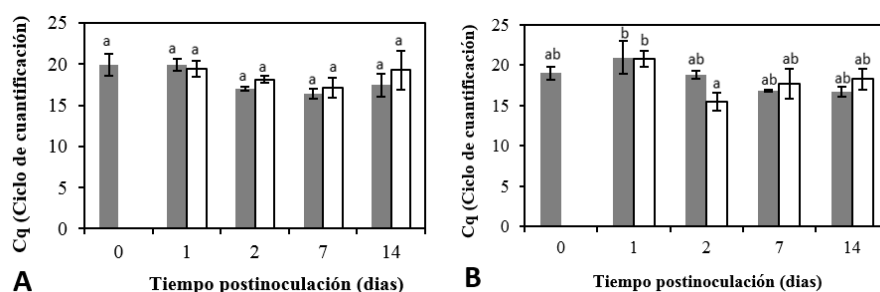 25
20
15
10
5
0
Cq (Ciclo de cuantificación)
a
a a
a a
a a
a a
0 1 2 7 14
Tiempo postinoculación (dias)
A
25
20
15
10
5
0
Cq (Ciclo de cuantificación)
ab
b b
ab a
ab ab
ab ab
0 1 2 7 14
Tiempo postinoculación (dias)
B